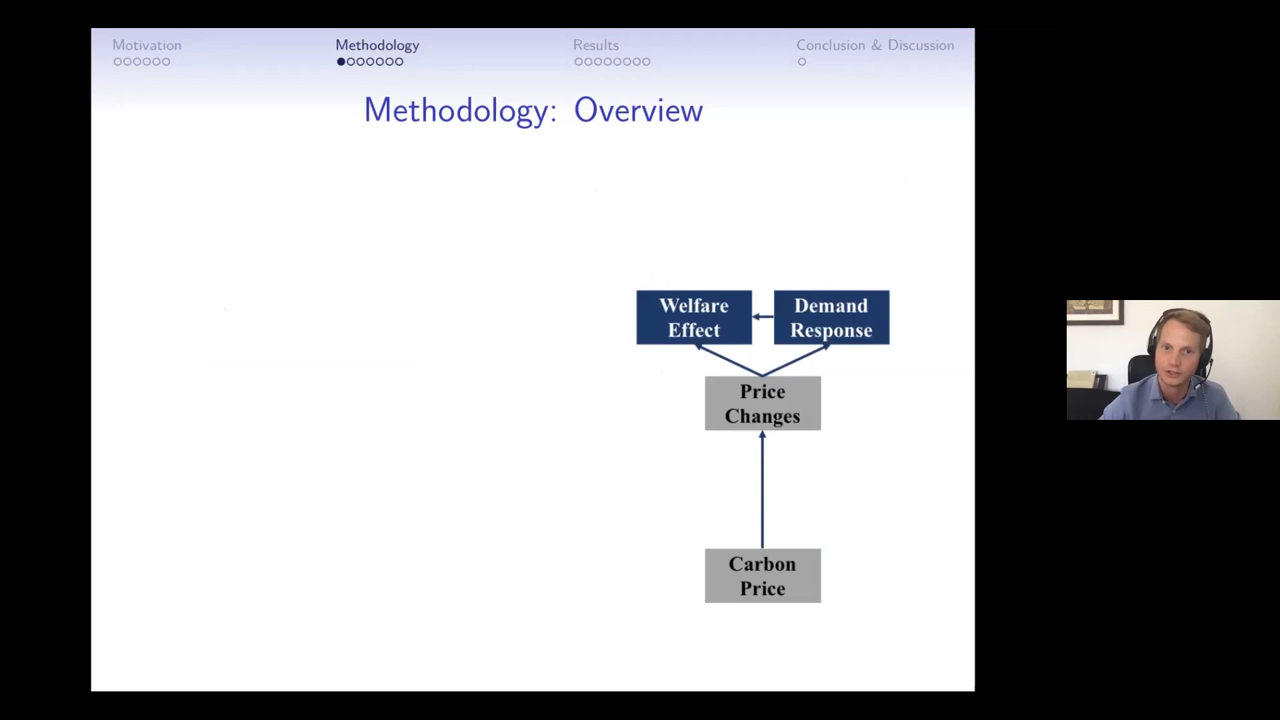 Motivation
Methodology
Results
Conclusion & Discussion
Methodology: Overview
Welfare
Effect
Demand
Response
Price
Changes
Carbon
Price